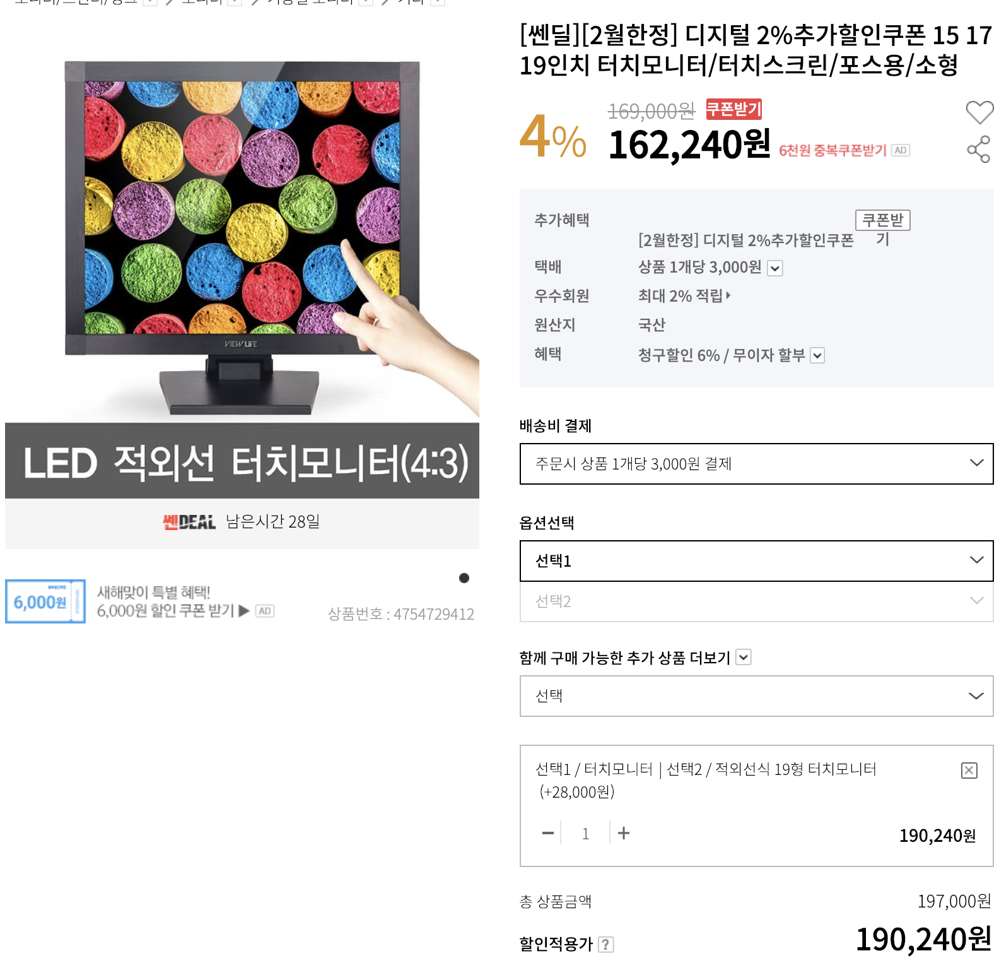 [쎈딜][2월한정] 디지털 2%추가할인쿠폰 15 17
19인치 터치모니터/터치스크린/포스용/소형
169,000원 쿠폰받기
4% 162,240원 6천원 중복쿠폰받기 AD
추가혜택 [2월한정] 디지털 2%추가할인쿠폰 쿠폰받
기
택배 상품 1개당 3,000원
우수회원 최대 2% 적립
원산지 국산
혜택 청구할인 6% / 무이자 할부
VIEWLIFE
LED 적외선 터치모니터(4:3)
쎈DEAL 남은시간 28일
6,000원
새해맞이 특별 혜택!
6,000원 할인 쿠폰 받기 ▶ AD
상품번호 : 4754729412
배송비 결제
주문시 상품 1개당 3,000원 결제
옵션선택
선택1
선택2
함께 구매 가능한 추가 상품 더보기
선택
선택1 / 터치모니터 | 선택2 / 적외선식 19형 터치모니터
(+28,000원)
1
190,240원
총 상품금액 197,000원
할인적용가 ? 190,240원